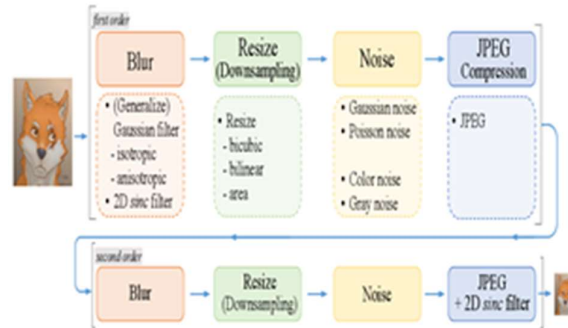 first order
Blur
Resize
(Downsampling)
Noise
JPEG
Compression
• (Generalize)
Gaussian filter
- isotropic
- anisotropic
• 2D sinc filter
• Resize
- bicubic
- bilinear
- area
• Gaussian noise
• Poisson noise
• Color noise
• Gray noise
• JPEG
second order
Blur
Resize
(Downsampling)
Noise
JPEG
+ 2D sinc filter